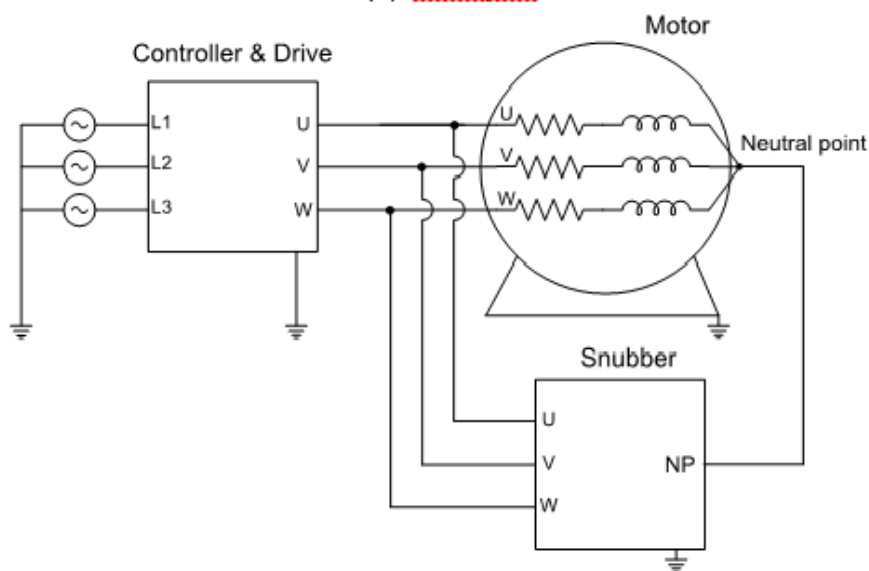 Motor
Controller & Drive
L1
U
U
Neutral point
L2
V
V
L3
W
W
Snubber
U
V
NP
W